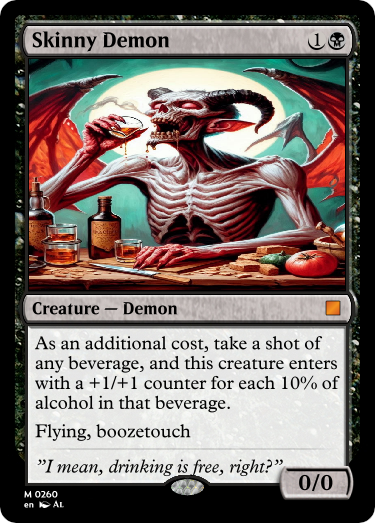 Skinny Demon 1
Creature — Demon
As an additional cost, take a shot of
any beverage, and this creature enters
with a +1/+1 counter for each 10% of
alcohol in that beverage.
Flying, boozetouch
"I mean, drinking is free, right?"
0/0
M 0260
en AL